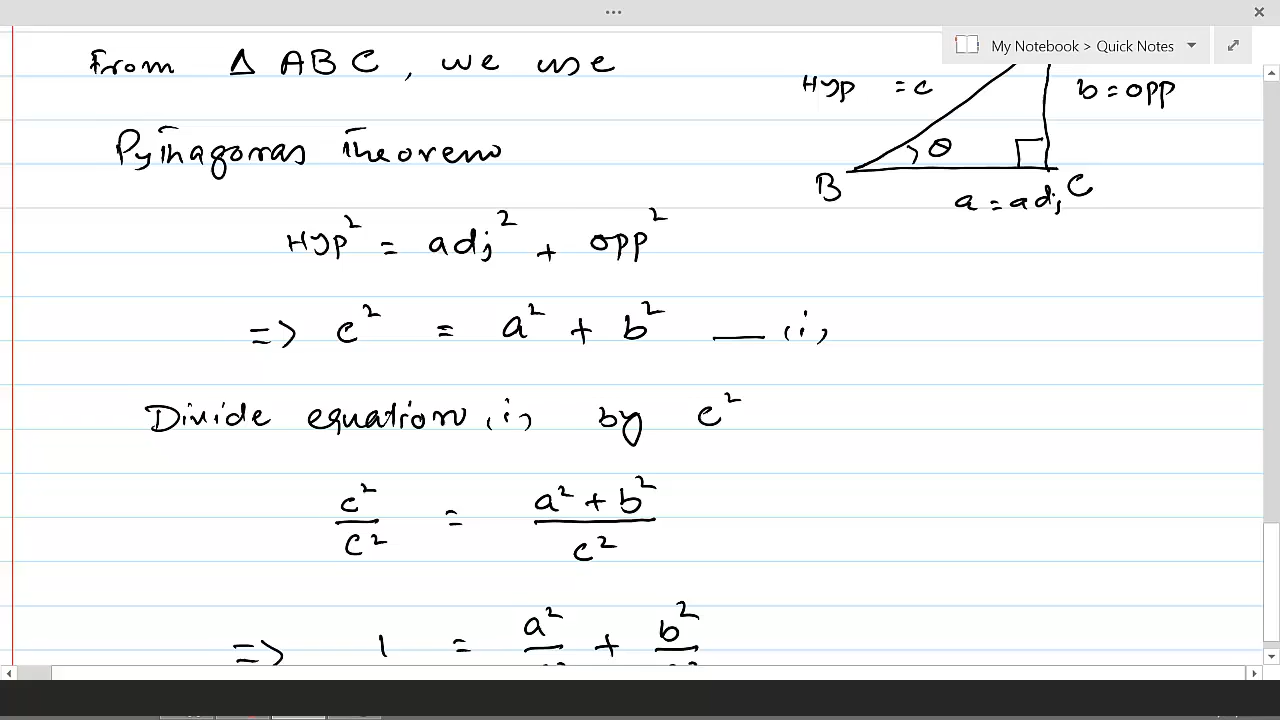 ...
My Notebook > Quick Notes
From Δ ABC, we use
Hyp = c
b = opp
θ
Pythagoras Theorem
B
a = adj
C
Hyp² = adj² + opp²
=> c² = a² + b² — (i)
Divide equation (i) by c²
c²/c² = (a² + b²)/c²
=> 1 = a²/ + b²/